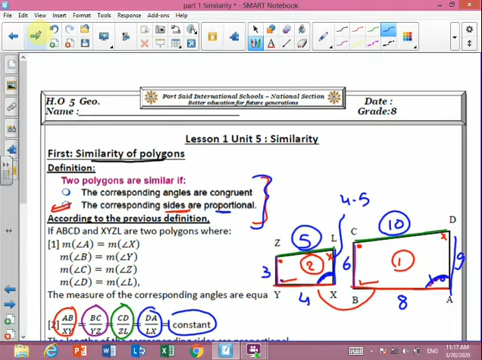 part 1 Similarity * - SMART Notebook
File Edit View Insert Format Tools Response Add-ons Help
H.O 5 Geo.
Name :
Port Said International Schools – National Section
Better education for future generations
Date :
Grade:8
Lesson 1 Unit 5 : Similarity
First: Similarity of polygons
Definition:
Two polygons are similar if:
The corresponding angles are congruent
The corresponding sides are proportional.
According to the previous definition,
If ABCD and XYZL are two polygons where:
[1] m(∠A) = m(∠X)
m(∠B) = m(∠Y)
m(∠C) = m(∠Z)
m(∠D) = m(∠L),
The measure of the corresponding angles are equa
[2] AB/XY = BC/YZ = CD/ZL = DA/LX = constant
4.5
Z 5 L
3 2
Y 4 X
C 10 D
6 1 9
B 8 A
11:17 AM
3/20/2020